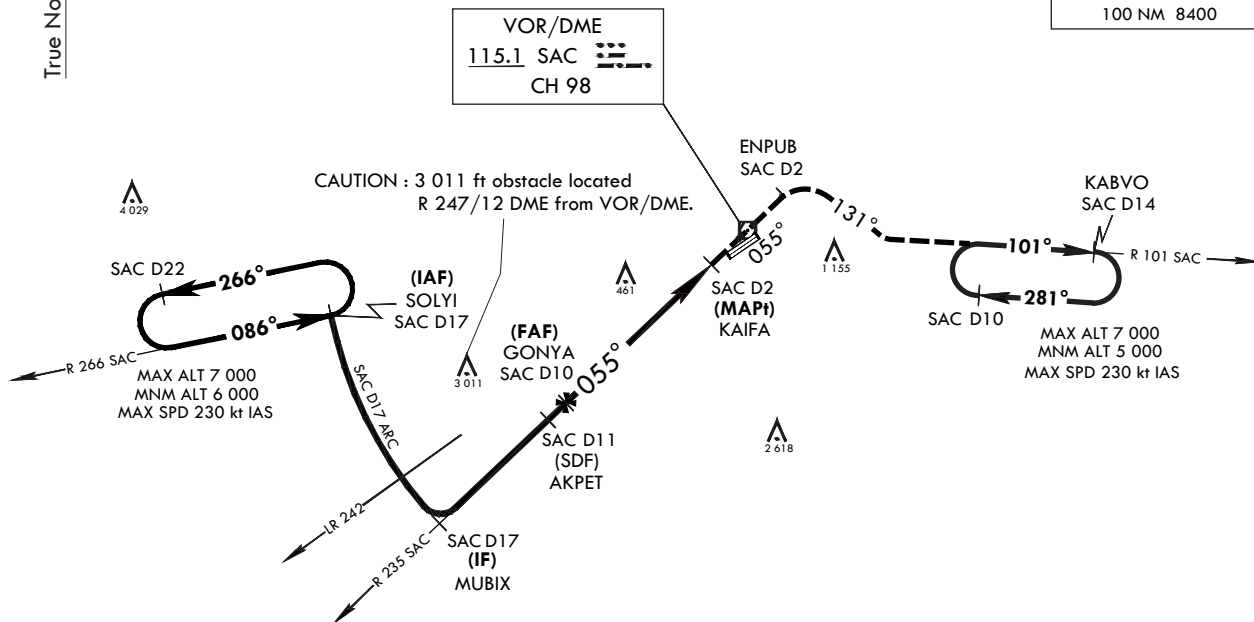 True No
100 NM 8400
VOR/DME
115.1 SAC
CH 98
ENPUB
SAC D2
CAUTION : 3 011 ft obstacle located
R 247/12 DME from VOR/DME.
KABVO
SAC D14
4 029
131°
055°
1 155
101°
R 101 SAC
SAC D22
266°
(IAF)
SOLYI
SAC D17
461
SAC D2
(MAPt)
KAIFA
281°
SAC D10
086°
(FAF)
GONYA
SAC D10
MAX ALT 7 000
MNM ALT 5 000
MAX SPD 230 kt IAS
R 266 SAC
MAX ALT 7 000
MNM ALT 6 000
MAX SPD 230 kt IAS
3 011
055°
SAC D17 ARC
SAC D11
(SDF)
AKPET
2 618
LR 242
SAC D17
(IF)
MUBIX
R 235 SAC